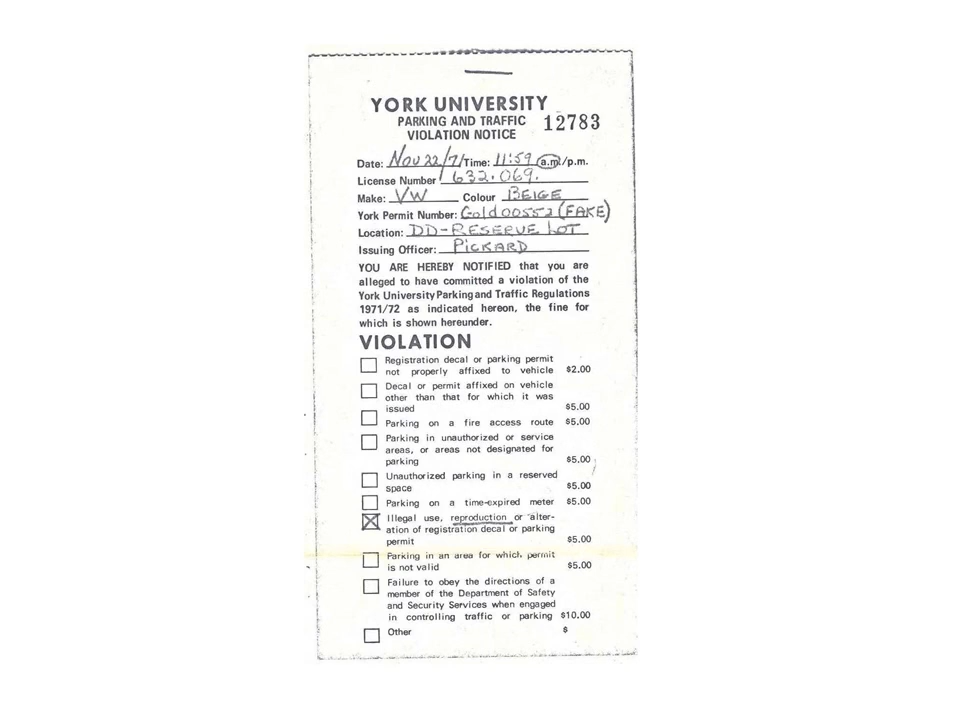 YORK UNIVERSITY
PARKING AND TRAFFIC 12783
VIOLATION NOTICE
Date: Nov 22/71 Time: 11:59 a.m./p.m.
License Number 632.069.
Make: VW Colour BEIGE
York Permit Number: Gold 00552 (FAKE)
Location: DD-RESERVE LOT
Issuing Officer: PICKARD
YOU ARE HEREBY NOTIFIED that you are
alleged to have committed a violation of the
York University Parking and Traffic Regulations
1971/72 as indicated hereon, the fine for
which is shown hereunder.
VIOLATION
Registration decal or parking permit
not properly affixed to vehicle $2.00
Decal or permit affixed on vehicle
other than that for which it was
issued $5.00
Parking on a fire access route $5.00
Parking in unauthorized or service
areas, or areas not designated for
parking $5.00
Unauthorized parking in a reserved
space $5.00
Parking on a time-expired meter $5.00
Illegal use, reproduction or alter-
ation of registration decal or parking
permit $5.00
Parking in an area for which permit
is not valid $5.00
Failure to obey the directions of a
member of the Department of Safety
and Security Services when engaged
in controlling traffic or parking $10.00
Other $